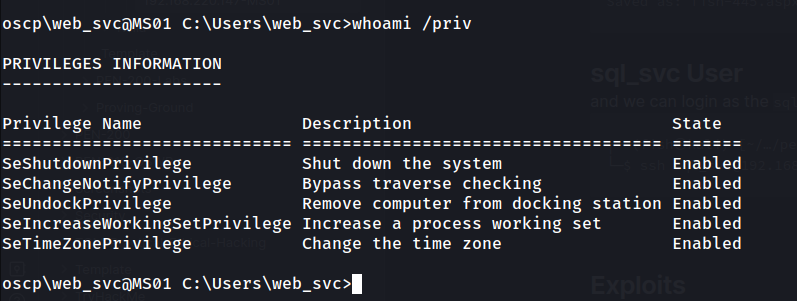 oscp\web_svc@MS01 C:\Users\web_svc>whoami /priv
PRIVILEGES INFORMATION
----------------------
Privilege Name Description State
============================= ==================================== =======
SeShutdownPrivilege Shut down the system Enabled
SeChangeNotifyPrivilege Bypass traverse checking Enabled
SeUndockPrivilege Remove computer from docking station Enabled
SeIncreaseWorkingSetPrivilege Increase a process working set Enabled
SeTimeZonePrivilege Change the time zone Enabled
oscp\web_svc@MS01 C:\Users\web_svc>
sql_svc User
and we can login as the
Proving-Ground
Template
Exploits